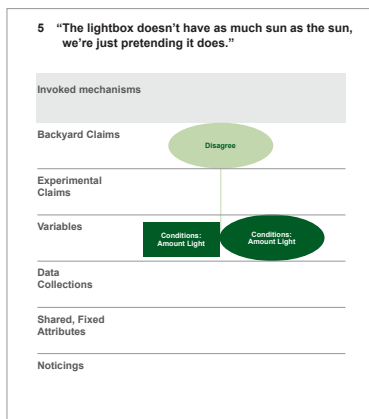 5 “The lightbox doesn’t have as much sun as the sun,
we’re just pretending it does.”
Invoked mechanisms
Backyard Claims
Disagree
Experimental
Claims
Variables
Conditions:
Amount Light
Conditions:
Amount Light
Data
Collections
Shared, Fixed
Attributes
Noticings